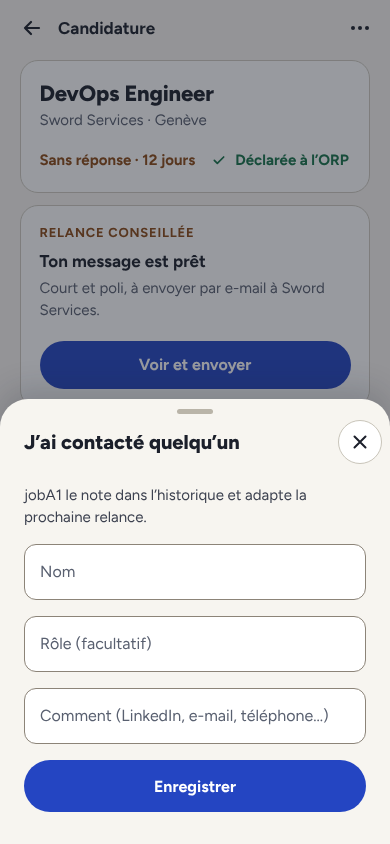 Candidature
DevOps Engineer
Sword Services · Genève
Sans réponse · 12 jours
Déclarée à l’ORP
RELANCE CONSEILLÉE
Ton message est prêt
Court et poli, à envoyer par e-mail à Sword
Services.
Voir et envoyer
J’ai contacté quelqu’un
jobA1 le note dans l’historique et adapte la
prochaine relance.
Nom
Rôle (facultatif)
Comment (LinkedIn, e-mail, téléphone…)
Enregistrer